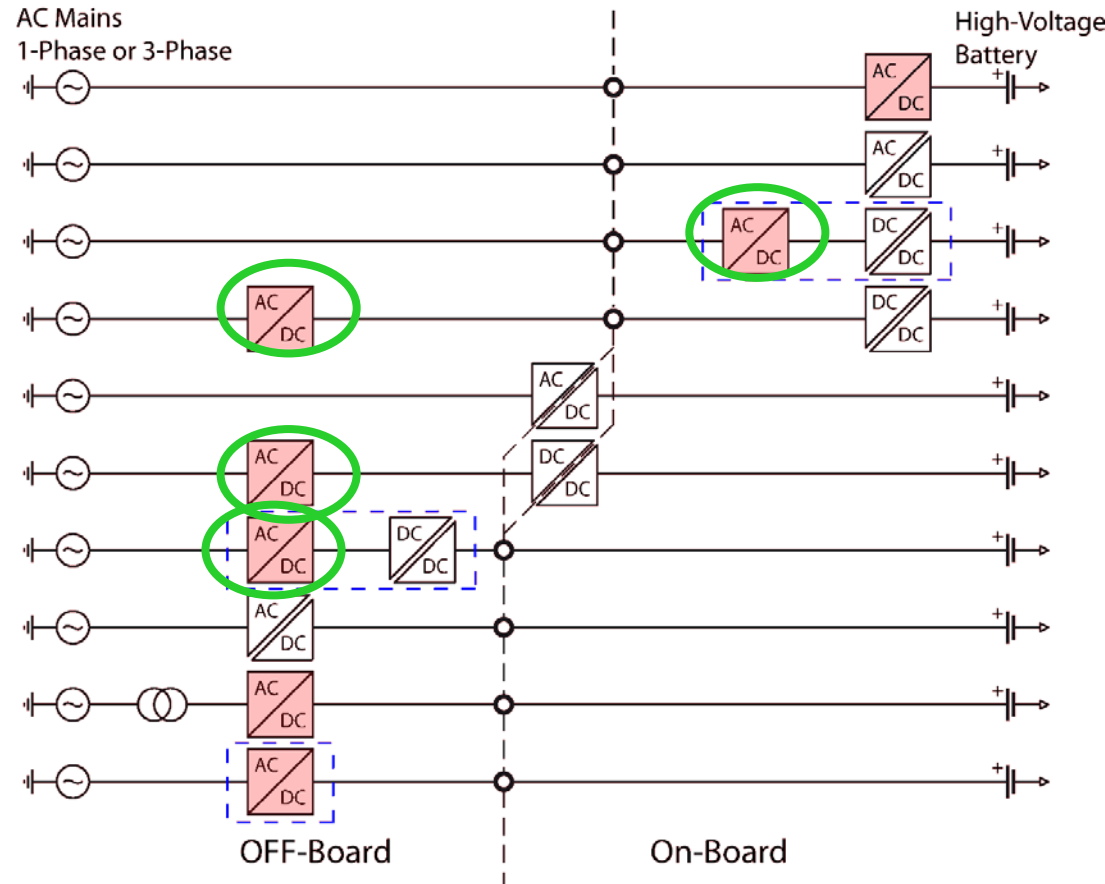 AC Mains
1-Phase or 3-Phase
High-Voltage
Battery
AC
DC
+
AC
DC
+
AC
DC
DC
DC
+
AC
DC
DC
DC
+
AC
DC
+
AC
DC
DC
DC
+
AC
DC
DC
DC
+
AC
DC
+
AC
DC
+
AC
DC
+
OFF-Board
On-Board